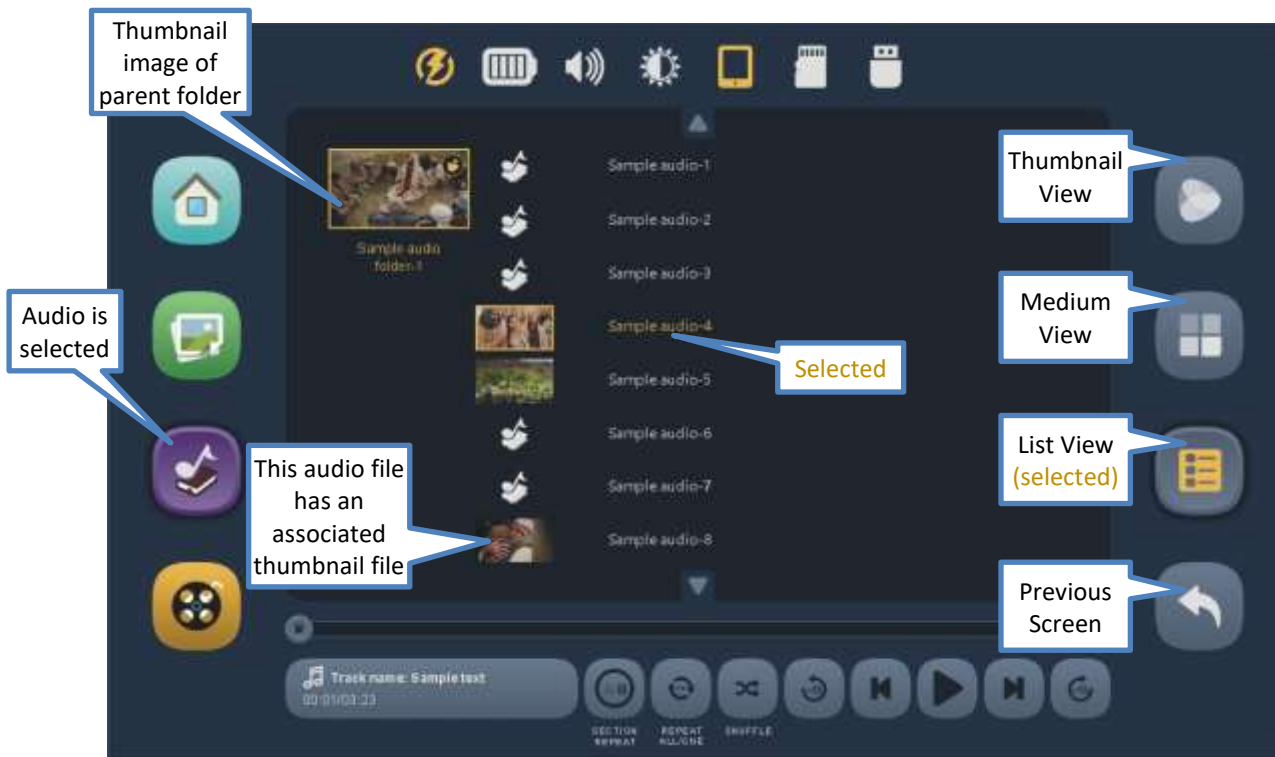 Thumbnail
image of
parent folder
Sample audio-1
Sample audio-2
Sample audio
folder-1
Sample audio-3
Sample audio-4
Sample audio-5
Sample audio-6
Sample audio-7
Sample audio-8
Audio is
selected
Selected
This audio file
has an
associated
thumbnail file
Thumbnail
View
Medium
View
List View
(selected)
Previous
Screen
Track name: Sample text
00:01/03:23
SECTION
REPEAT
REPEAT
ALL/ONE
SHUFFLE